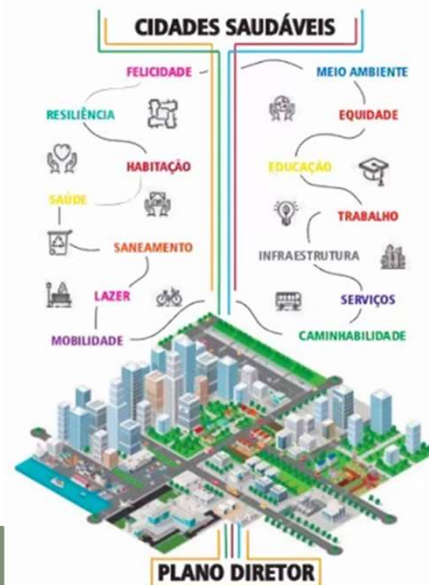 CIDADES SAUDÁVEIS
FELICIDADE
MEIO AMBIENTE
RESILIÊNCIA
EQUIDADE
HABITAÇÃO
EDUCAÇÃO
SAÚDE
TRABALHO
SANEAMENTO
INFRAESTRUTURA
LAZER
SERVIÇOS
MOBILIDADE
CAMINHABILIDADE
PLANO DIRETOR